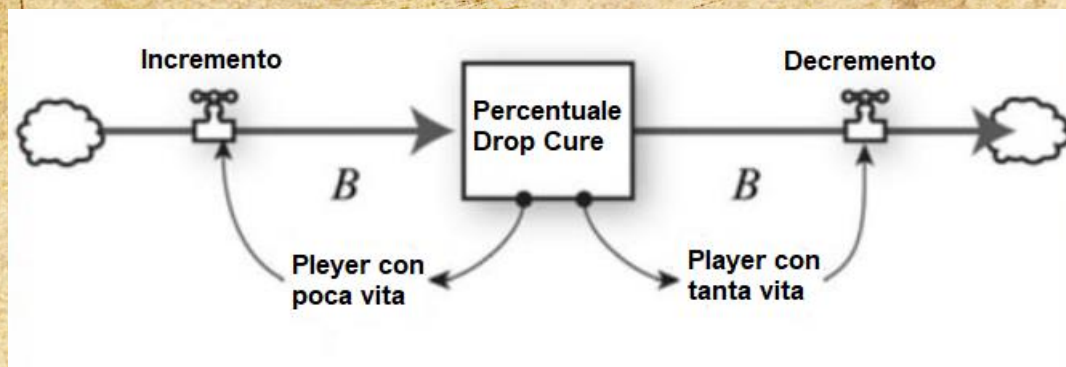 Incremento
Decremento
Percentuale
Drop Cure
B
B
Pleyer con
poca vita
Player con
tanta vita